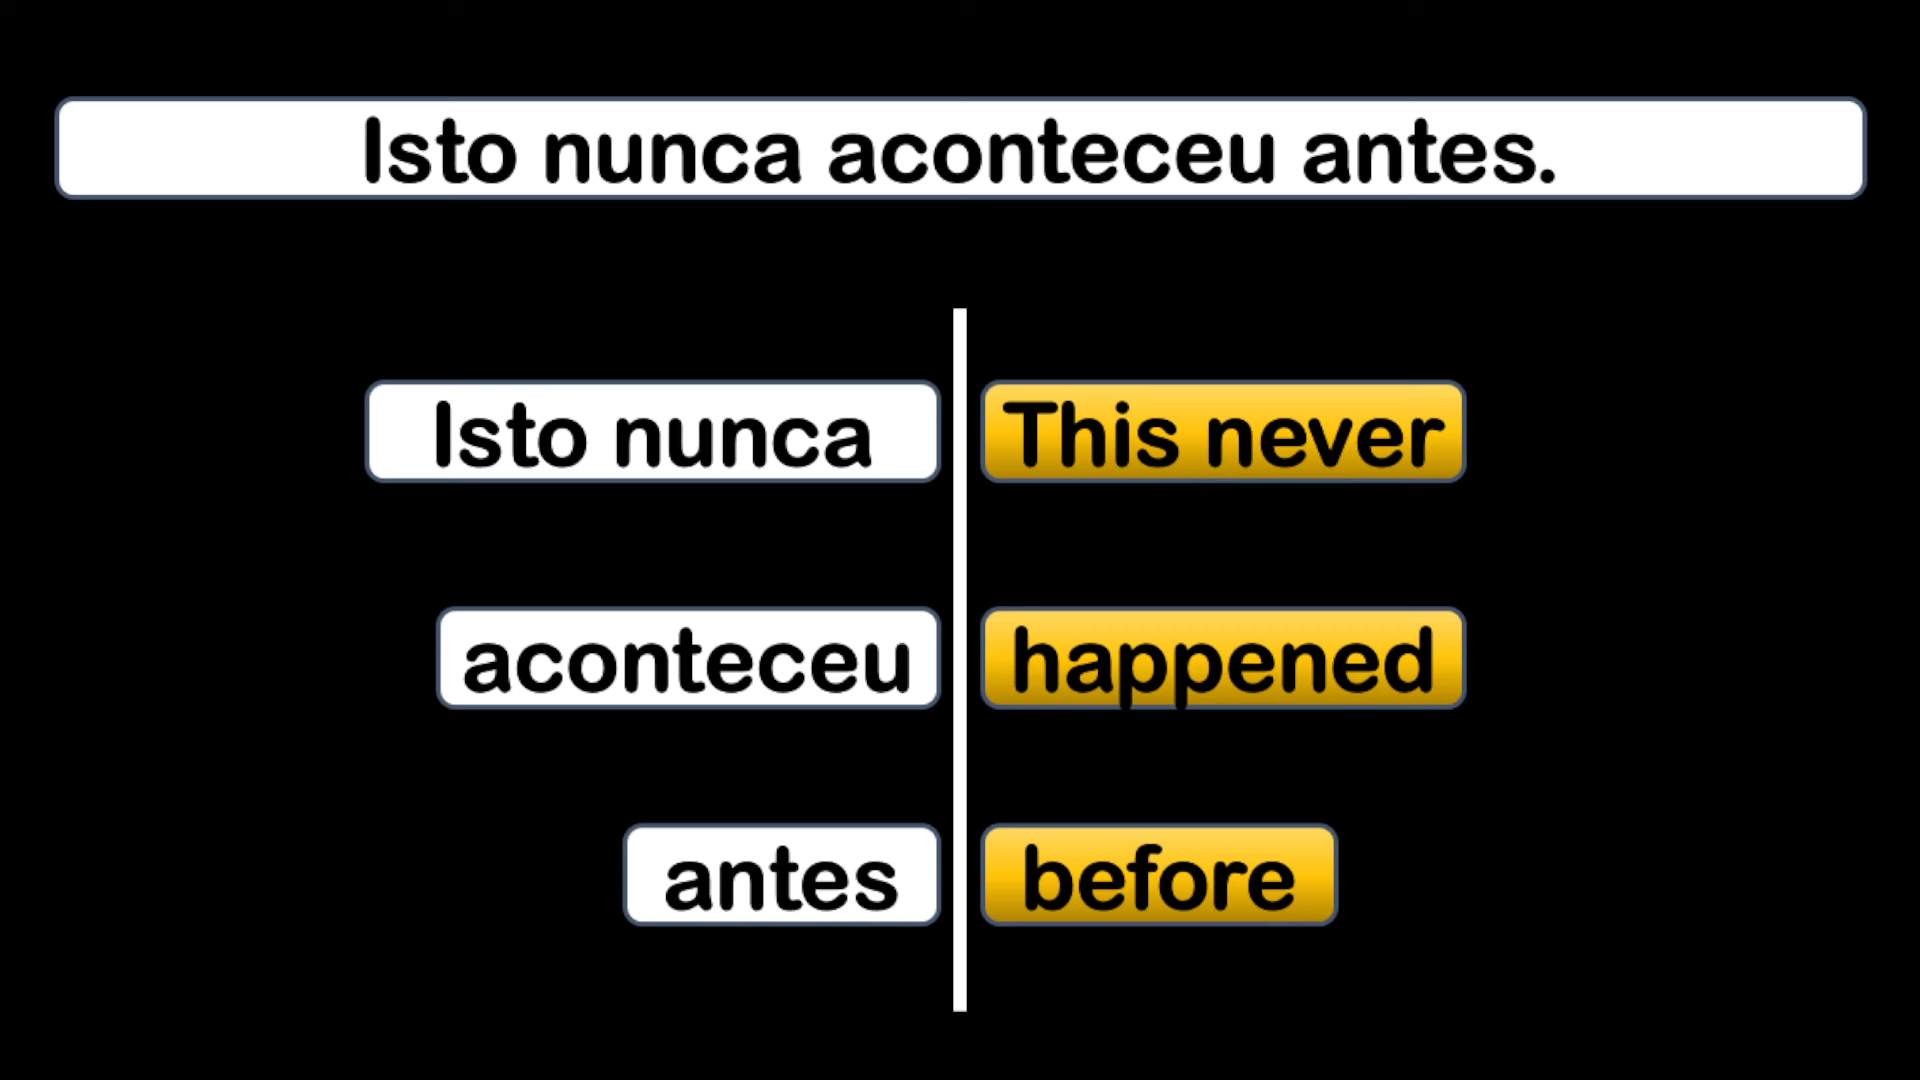 Isto nunca aconteceu antes.
Isto nunca This never
aconteceu happened
antes before